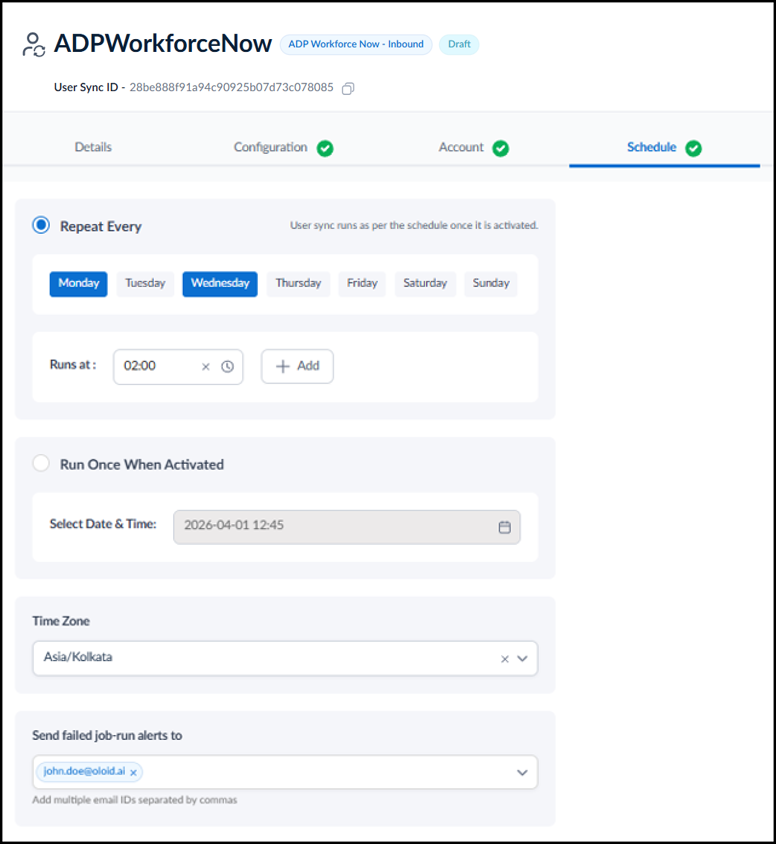 ADPWorkforceNow ADP Workforce Now - Inbound Draft
User Sync ID - 28be888f91a94c90925b07d73c078085
Details Configuration Account Schedule
Repeat Every User sync runs as per the schedule once it is activated.
Monday Tuesday Wednesday Thursday Friday Saturday Sunday
Runs at : 02:00 Add
Run Once When Activated
Select Date & Time: 2026-04-01 12:45
Time Zone
Asia/Kolkata
Send failed job-run alerts to
john.doe@oloid.ai
Add multiple email IDs separated by commas